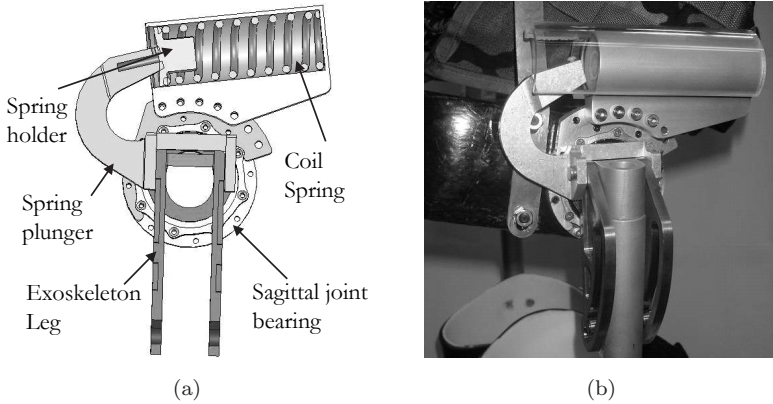 Spring
holder
Spring
plunger
Exoskeleton
Leg
Coil
Spring
Sagittal joint
bearing
(a)
(b)